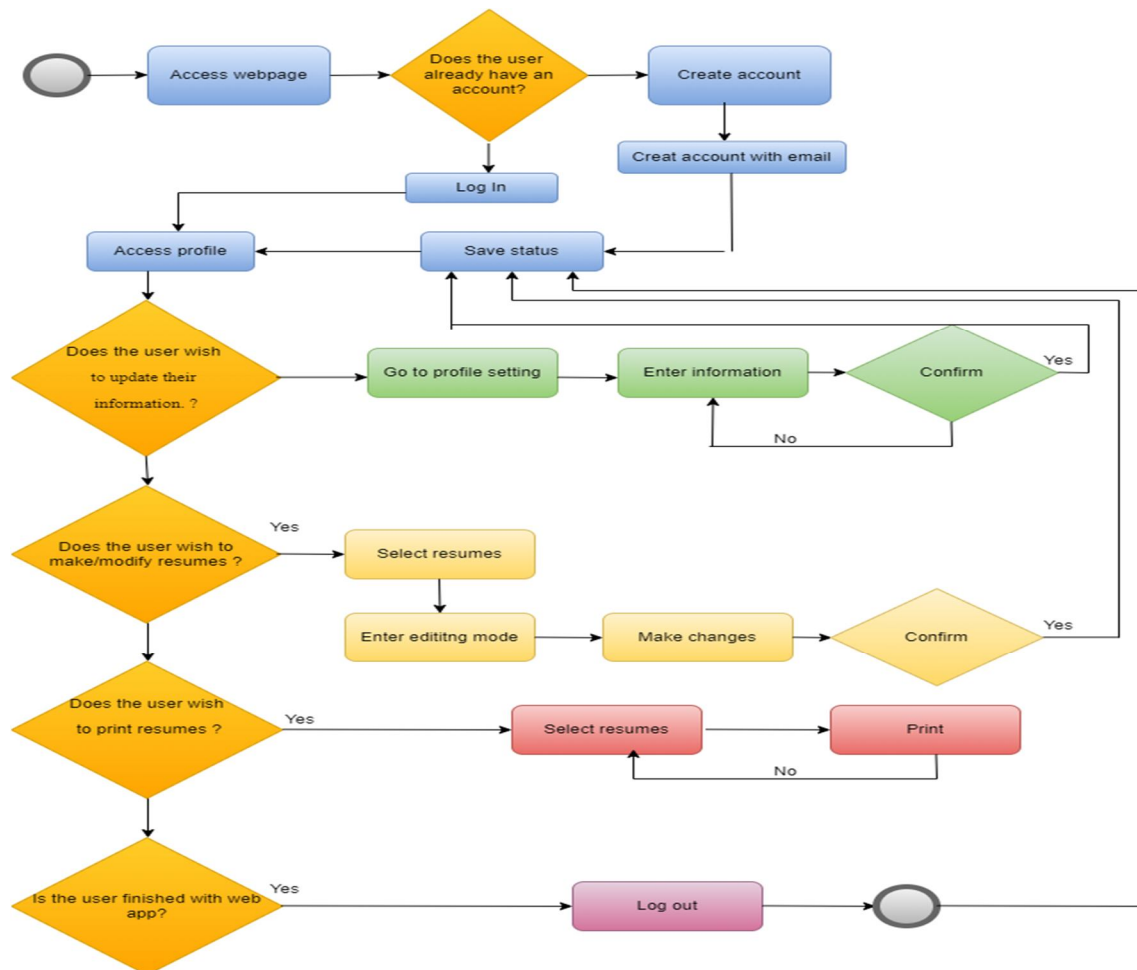 Access webpage
Does the user
already have an
account?
Create account
Creat account with email
Log In
Access profile
Save status
Does the user wish
to update their
information. ?
Go to profile setting
Enter information
Confirm
Yes
No
Does the user wish to
make/modify resumes ?
Yes
Select resumes
Enter edititng mode
Make changes
Confirm
Yes
Does the user wish
to print resumes ?
Yes
Select resumes
Print
No
Is the user finished with web
app?
Yes
Log out